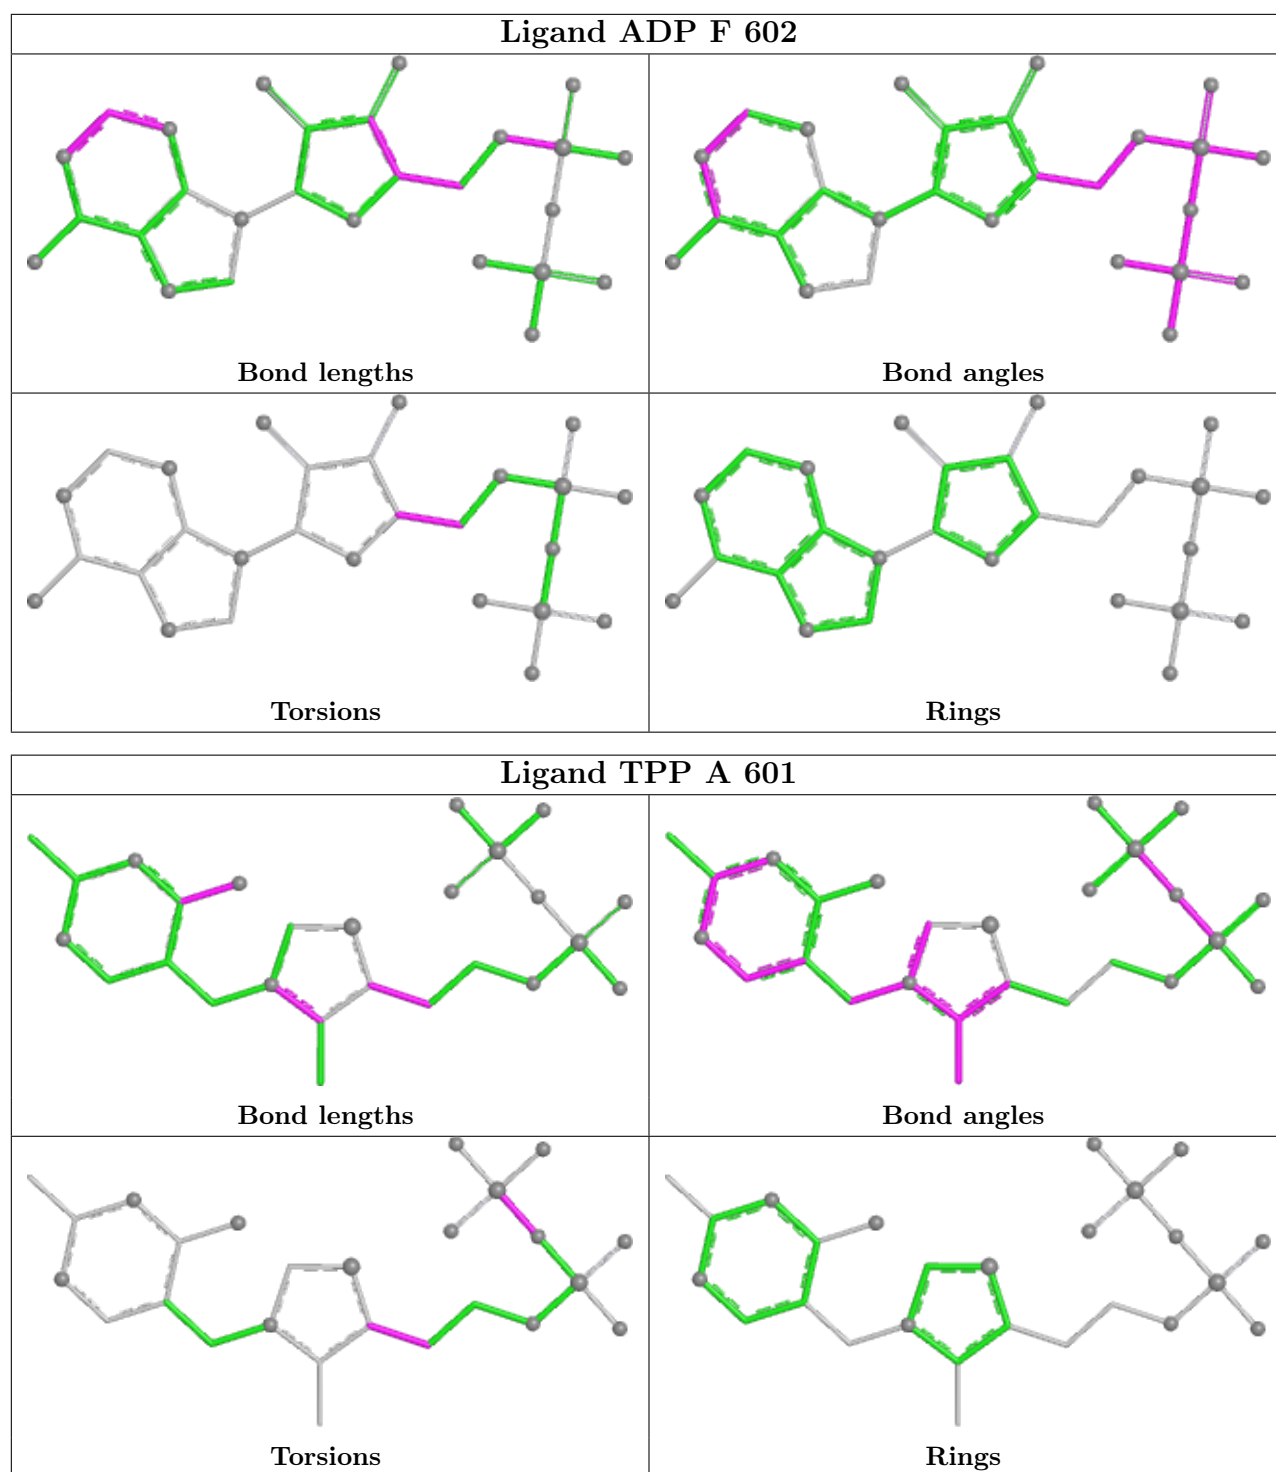 Ligand ADP F 602
Bond lengths
Bond angles
Torsions
Rings
Ligand TPP A 601
Bond lengths
Bond angles
Torsions
Rings